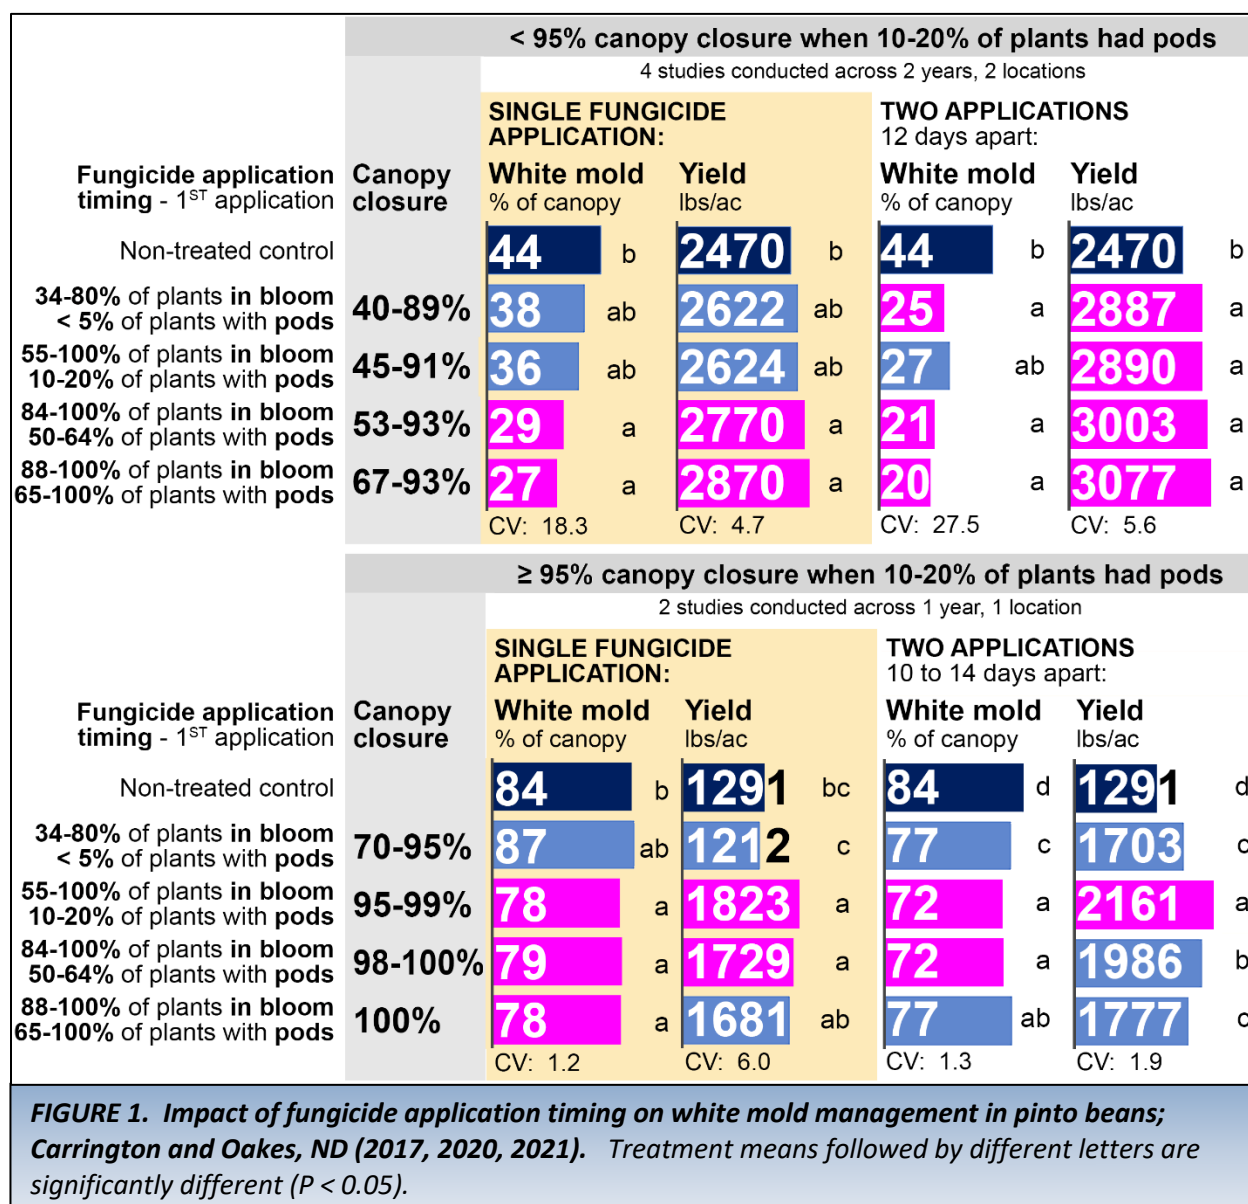 < 95% canopy closure when 10-20% of plants had pods
4 studies conducted across 2 years, 2 locations
SINGLE FUNGICIDE APPLICATION:
TWO APPLICATIONS
12 days apart:
Fungicide application timing - 1ST application
Canopy closure
White mold % of canopy
Yield lbs/ac
White mold % of canopy
Yield lbs/ac
Non-treated control 44 b 2470 b 44 b 2470 b
34-80% of plants in bloom
< 5% of plants with pods
40-89% 38 ab 2622 ab 25 a 2887 a
55-100% of plants in bloom
10-20% of plants with pods
45-91% 36 ab 2624 ab 27 ab 2890 a
84-100% of plants in bloom
50-64% of plants with pods
53-93% 29 a 2770 a 21 a 3003 a
88-100% of plants in bloom
65-100% of plants with pods
67-93% 27 a 2870 a 20 a 3077 a
CV: 18.3 CV: 4.7 CV: 27.5 CV: 5.6
≥ 95% canopy closure when 10-20% of plants had pods
2 studies conducted across 1 year, 1 location
SINGLE FUNGICIDE APPLICATION:
TWO APPLICATIONS
10 to 14 days apart:
Fungicide application timing - 1ST application
Canopy closure
White mold % of canopy
Yield lbs/ac
White mold % of canopy
Yield lbs/ac
Non-treated control 84 b 1291 bc 84 d 1291 d
34-80% of plants in bloom
< 5% of plants with pods
70-95% 87 ab 1212 c 77 c 1703 c
55-100% of plants in bloom
10-20% of plants with pods
95-99% 78 a 1823 a 72 a 2161 a
84-100% of plants in bloom
50-64% of plants with pods
98-100% 79 a 1729 a 72 a 1986 b
88-100% of plants in bloom
65-100% of plants with pods
100% 78 a 1681 ab 77 ab 1777 c
CV: 1.2 CV: 6.0 CV: 1.3 CV: 1.9
FIGURE 1. Impact of fungicide application timing on white mold management in pinto beans;
Carrington and Oakes, ND (2017, 2020, 2021). Treatment means followed by different letters are
significantly different (P < 0.05).